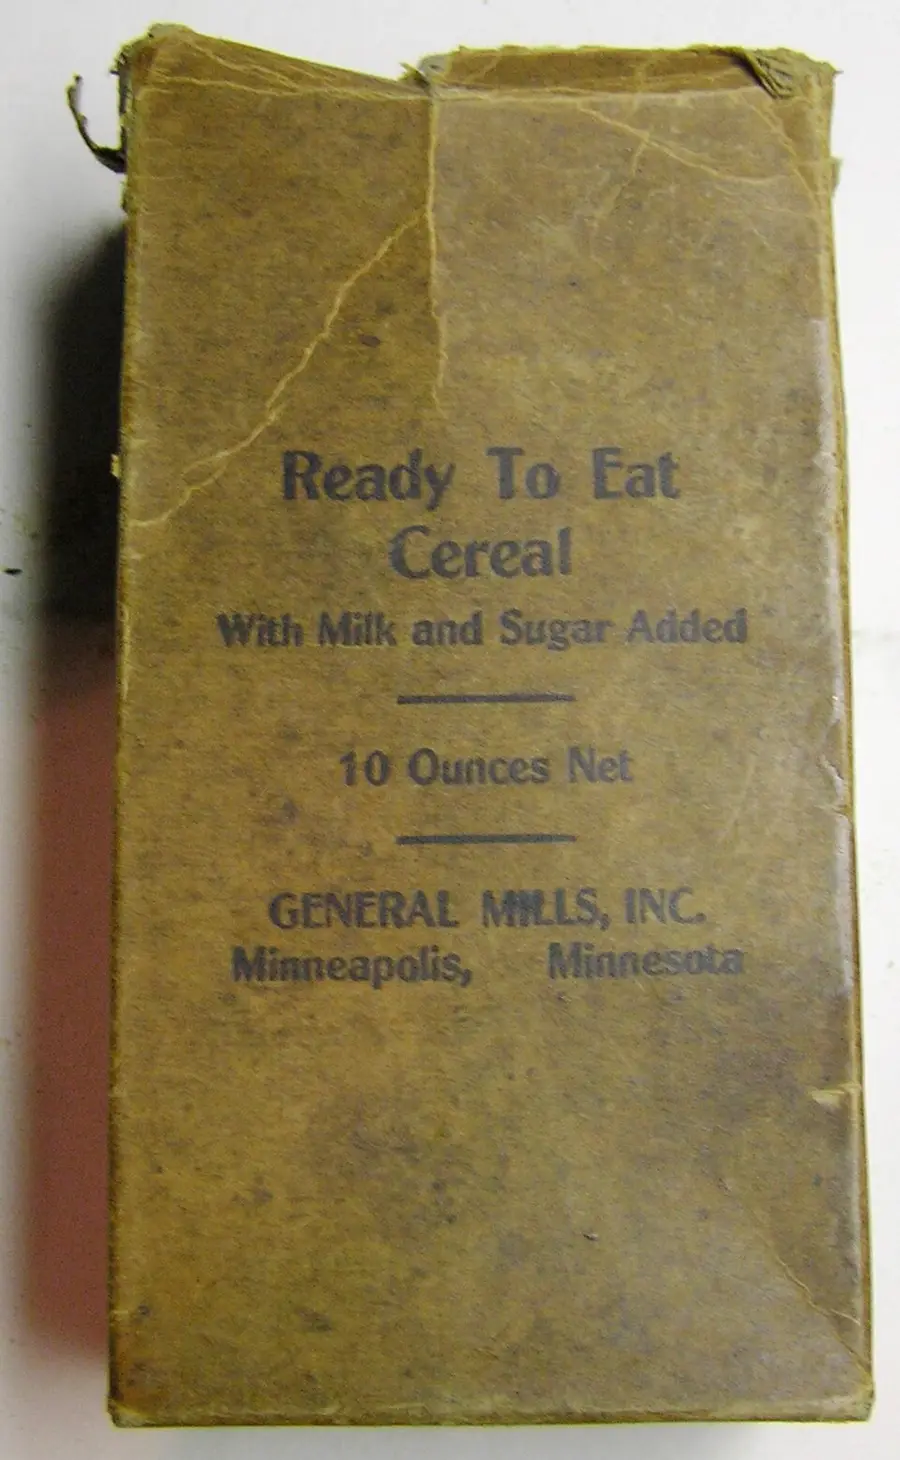 Ready To Eat
Cereal
With Milk and Sugar Added
10 Ounces Net
GENERAL MILLS, INC.
Minneapolis, Minnesota